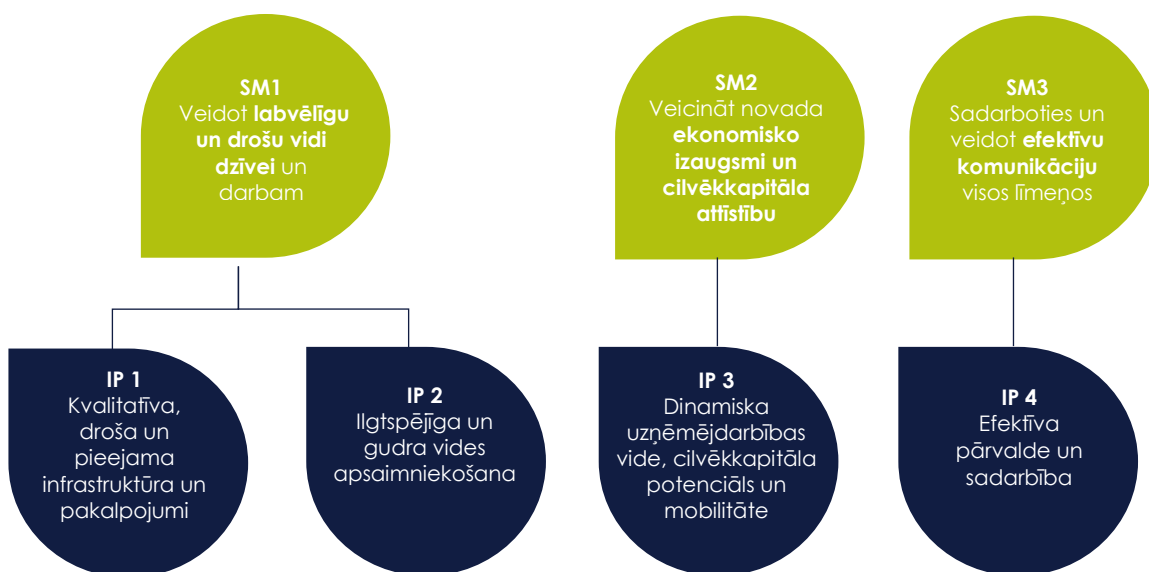 SM1
Veidot labvēlīgu
un drošu vidi
dzīvei un
darbam
SM2
Veicināt novada
ekonomisko
izaugsmi un
cilvēkkapitāla
attīstību
SM3
Sadarboties un
veidot efektīvu
komunikāciju
visos līmeņos
IP 1
Kvalitatīva,
droša un
pieejama
infrastruktūra un
pakalpojumi
IP 2
Ilgtspējīga un
gudra vides
apsaimniekošana
IP 3
Dinamiska
uzņēmējdarbības
vide, cilvēkkapitāla
potenciāls un
mobilitāte
IP 4
Efektīva
pārvalde un
sadarbība